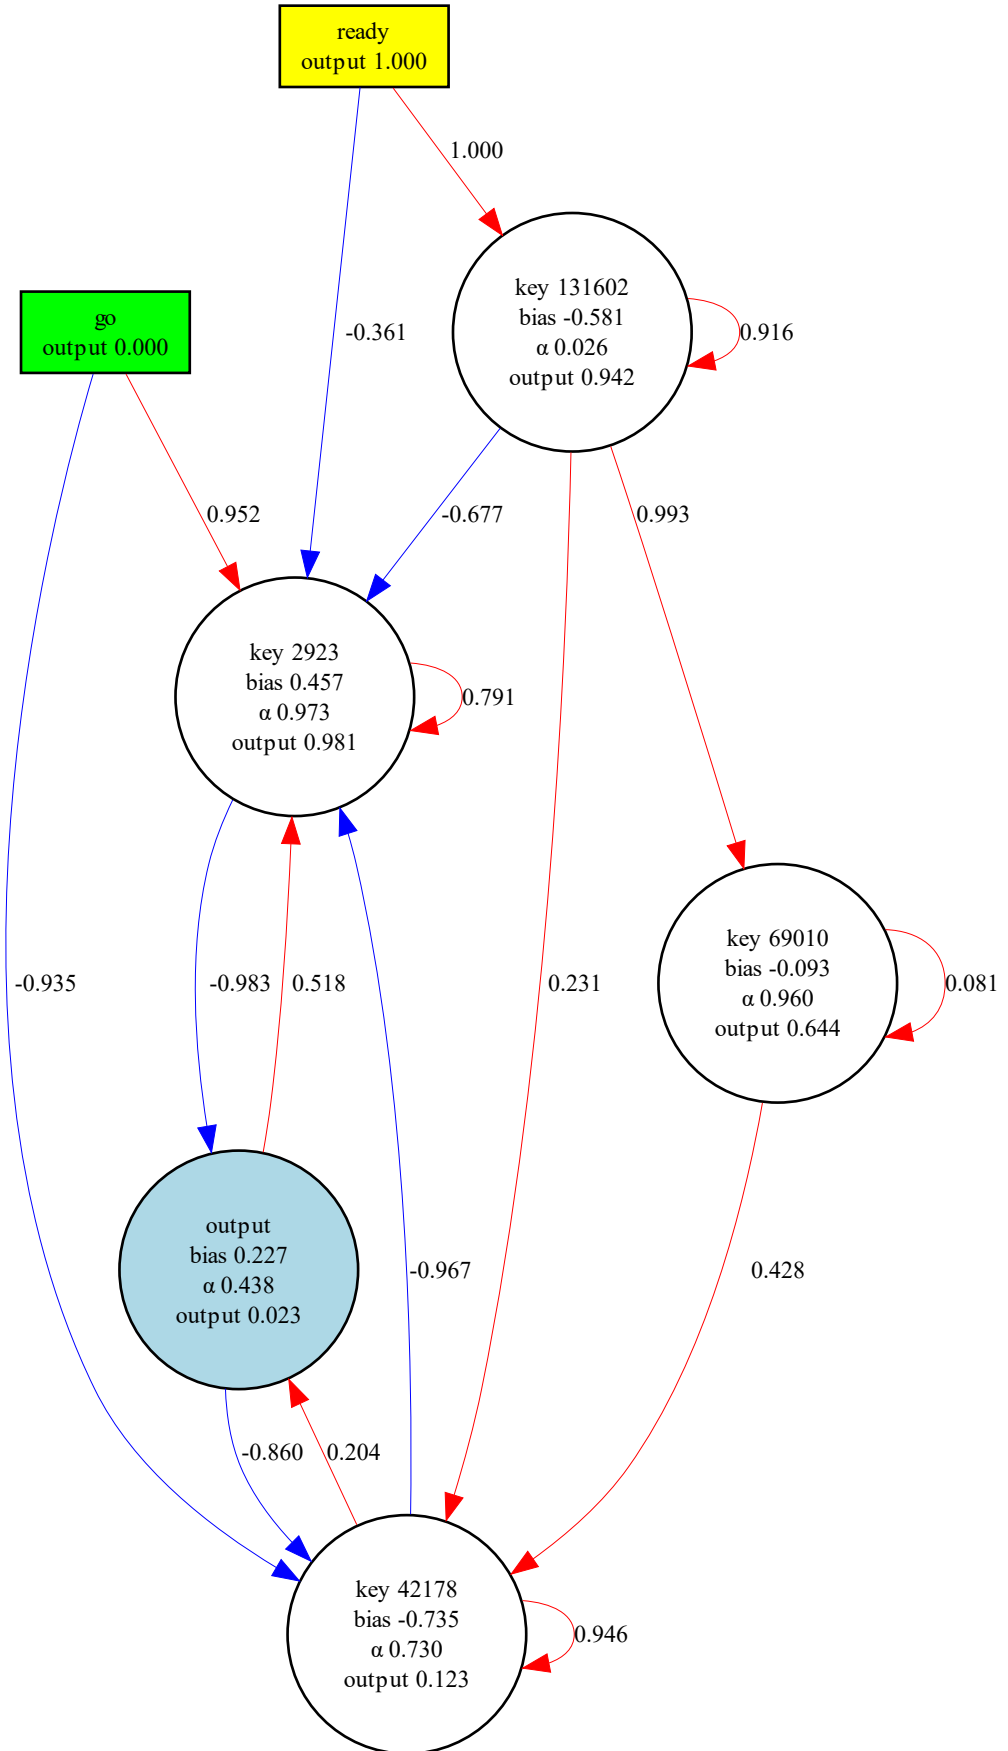 ready
output 1.000
1.000
key 131602
bias -0.581
α 0.026
output 0.942
0.916
go
output 0.000
-0.361
0.952
-0.677
0.993
key 2923
bias 0.457
α 0.973
output 0.981
0.791
key 69010
bias -0.093
α 0.960
output 0.644
0.081
-0.935
-0.983
0.518
0.231
output
bias 0.227
α 0.438
output 0.023
-0.967
0.428
-0.860
0.204
key 42178
bias -0.735
α 0.730
output 0.123
0.946